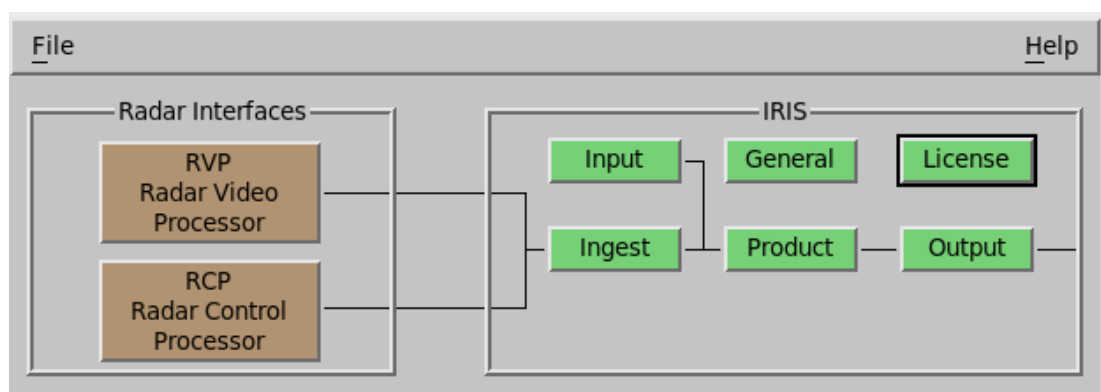 File
Help
Radar Interfaces
RVP
Radar Video
Processor
RCP
Radar Control
Processor
IRIS
Input
General
License
Ingest
Product
Output